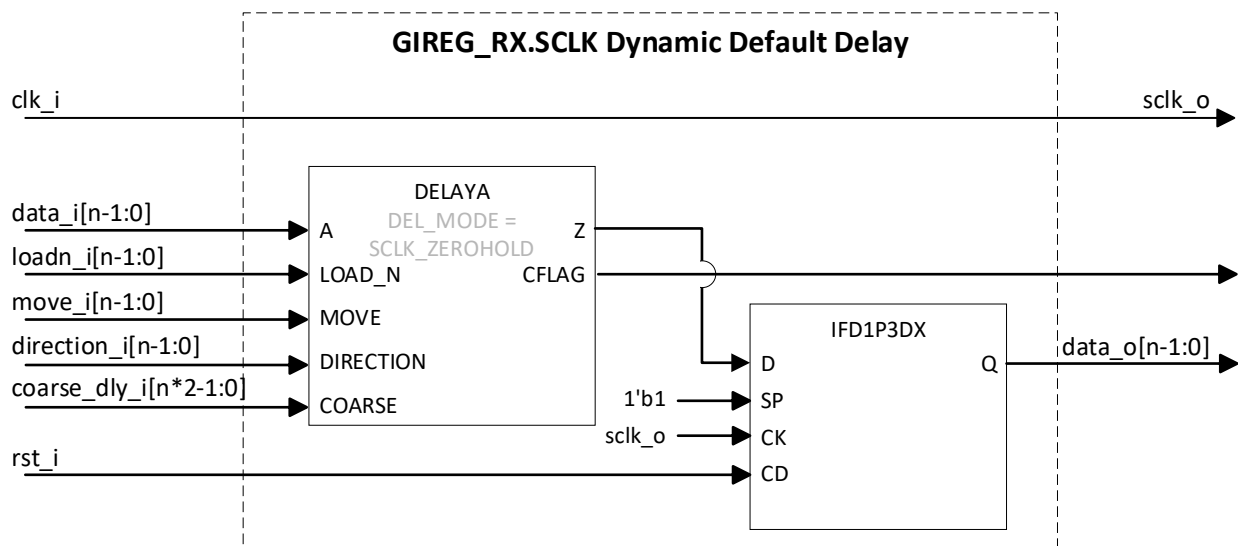 GIREG_RX.SCLK Dynamic Default Delay
clk_i
sclk_o
DELAYA
DEL_MODE =
SCLK_ZEROHOLD
data_i[n-1:0]
A
Z
loadn_i[n-1:0]
LOAD_N
CFLAG
move_i[n-1:0]
MOVE
direction_i[n-1:0]
DIRECTION
coarse_dly_i[n*2-1:0]
COARSE
IFD1P3DX
D
Q
data_o[n-1:0]
1'b1
SP
sclk_o
CK
rst_i
CD